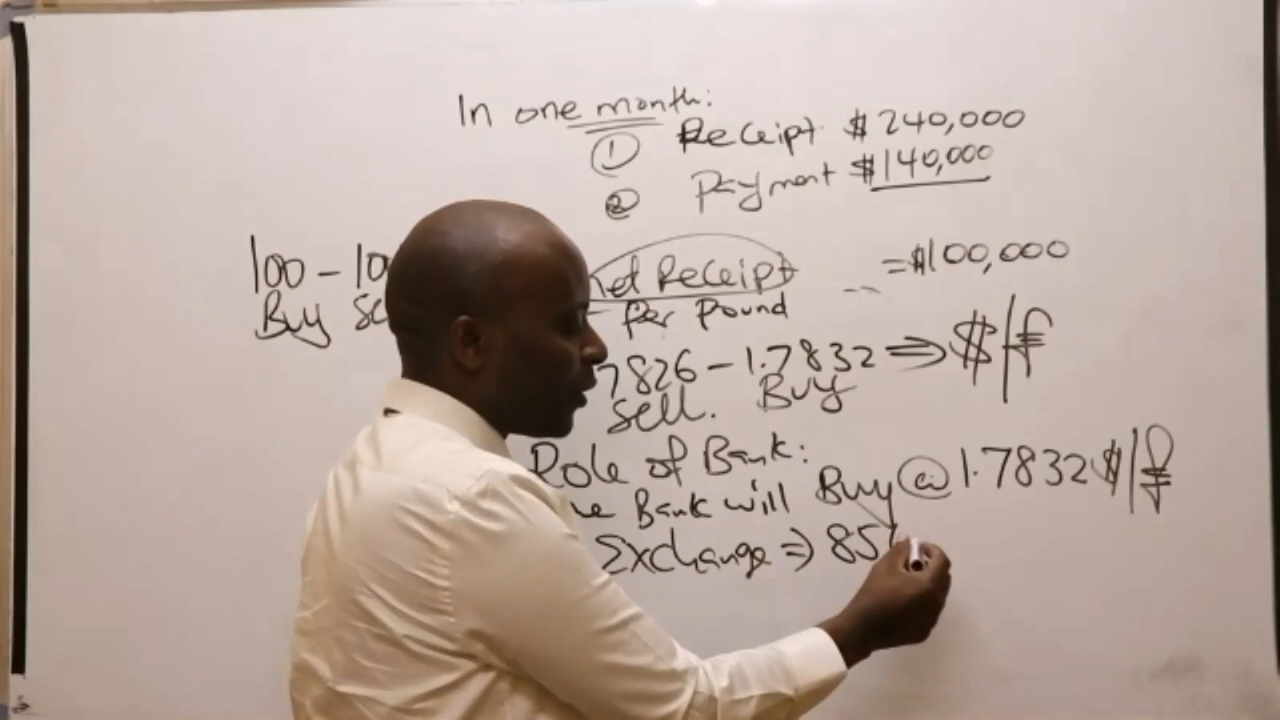 In one month:
① Receipt $240,000
② Payment $140,000
100 -
Buy
net Receipt = $100,000
Per Pound
7826 - 1.7832 ⇒ $/£
Sell. Buy
Role of Bank:
Bank will Buy @ 1.7832 $/£
Exchange ⇒ 85